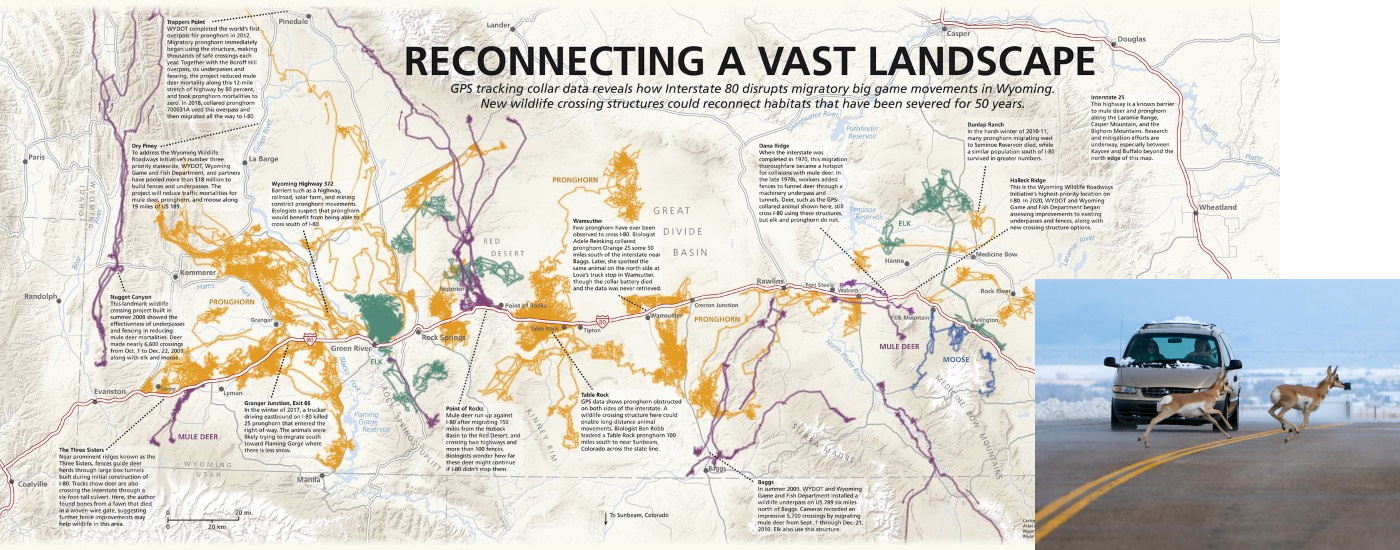 RECONNECTING A VAST LANDSCAPE
GPS tracking collar data reveals how Interstate 80 disrupts migratory big game movements in Wyoming.
New wildlife crossing structures could reconnect habitats that have been severed for 50 years.
Trappers Point
WYDOT completed the world's first
overpass for pronghorn in 2012.
Migratory pronghorn immediately
began using the structure, making
thousands of safe crossings each
year. Together with the Boroff Hill
overpass, six underpasses and
fencing, the project reduced mule
deer mortality along this 12-mile
stretch of highway by 80 percent,
and took pronghorn mortalities to
zero. In 2018, collared pronghorn
700031A used this overpass and
then migrated all the way to I-80.
Pinedale
Lander
Casper
Douglas
Dry Piney
To address the Wyoming Wildlife
Roadways Initiative's number three
priority statewide, WYDOT, Wyoming
Game and Fish Department, and partners
have pooled more than $18 million to
build fences and underpasses. The
project will reduce traffic mortalities for
mule deer, pronghorn, and moose along
19 miles of US 189.
Interstate 25
This highway is a known barrier
to mule deer and pronghorn
along the Laramie Range,
Casper Mountain, and the
Bighorn Mountains. Research
and mitigation efforts are
underway, especially between
Kaycee and Buffalo beyond the
north edge of this map.
Dunlap Ranch
In the harsh winter of 2010-11,
many pronghorn migrating west
to Seminoe Reservoir died, while
a similar population south of I-80
survived in greater numbers.
Dana Ridge
When the interstate was
completed in 1970, this migration
thoroughfare became a hotspot
for collisions with mule deer. In
the late 1970s, workers added
fences to funnel deer through a
machinery underpass and
tunnels. Deer, such as the GPS-
collared animal shown here, still
cross I-80 using these structures,
but elk and pronghorn do not.
Halleck Ridge
This is the Wyoming Wildlife Roadways
Initiative's highest-priority location on
I-80. In 2020, WYDOT and Wyoming
Game and Fish Department began
assessing improvements to existing
underpasses and fences, along with
new crossing structure options.
Wyoming Highway 372
Barriers such as a highway,
railroad, solar farm, and mining
constrict pronghorn movements.
Biologists suspect that pronghorn
would benefit from being able to
cross south of I-80.
Wamsutter
Few pronghorn have ever been
observed to cross I-80. Biologist
Adele Reinking collared
pronghorn Orange 25 some 50
miles south of the interstate near
Baggs. Later, she spotted the
same animal on the north side at
Love's truck stop in Wamsutter,
though the collar battery died
and the data was never retrieved.
Nugget Canyon
This landmark wildlife
crossing project built in
summer 2008 showed the
effectiveness of underpasses
and fencing in reducing
mule deer mortalities. Deer
made nearly 6,600 crossings
from Oct. 1 to Dec. 22, 2009,
along with elk and moose.
Granger Junction, Exit 66
In the winter of 2017, a trucker
driving eastbound on I-80 killed
25 pronghorn that entered the
right-of-way. The animals were
likely trying to migrate south
toward Flaming Gorge where
there is less snow.
Point of Rocks
Mule deer run up against
I-80 after migrating 150
miles from the Hoback
Basin to the Red Desert, and
crossing two highways and
more than 100 fences.
Biologists wonder how far
these deer might continue
if I-80 didn't stop them.
Table Rock
GPS data shows pronghorn obstructed
on both sides of the interstate. A
wildlife crossing structure here could
enable long-distance animal
movements. Biologist Ben Robb
tracked a Table Rock pronghorn 100
miles south to near Sunbeam,
Colorado across the state line.
The Three Sisters
Near prominent ridges known as the
Three Sisters, fences guide deer
herds through large box tunnels
built during initial construction of
I-80. Tracks show deer are also
crossing the interstate through a
six-foot-tall culvert. Here, the author
found bones from a fawn that died
in a woven wire gate, suggesting
further fence improvements may
help wildlife in this area.
Baggs
In summer 2009, WYDOT and Wyoming
Game and Fish Department installed a
wildlife underpass on US 789 six miles
north of Baggs. Cameras recorded an
impressive 5,700 crossings by migrating
mule deer from Sept. 1 through Dec. 21,
2010. Elk also use this structure.
Paris
La Barge
PRONGHORN
GREAT
DIVIDE
BASIN
RED
DESERT
Sweetwater River
Pathfinder
Reservoir
Seminoe
Reservoir
ELK
Hanna
Medicine Bow
Wheatland
North
Platte
Laramie River
Green River
Bear
Kemmerer
Hams
Fort
Randolph
PRONGHORN
Granger
Superior
Point of Rocks
Table Rock
Tipton
80
80
Wamsutter
Creston Junction
PRONGHORN
Rawlins
Fort Steele
Walcott
Elk Mountain
Rock River
Arlington
MULE DEER
MOOSE
Green River
Rock Springs
ELK
Evanston
Leroy
Lyman
Blacks Fork
Flaming
Gorge
Reservoir
MULE DEER
WYOMING
UTAH
Manila
Coalville
KINNEY RIM
North Platte River
SIERRA MADRE
MEDICINE BOW MOUNTAINS
Baggs
20 mi.
20 km
To Sunbeam, Colorado